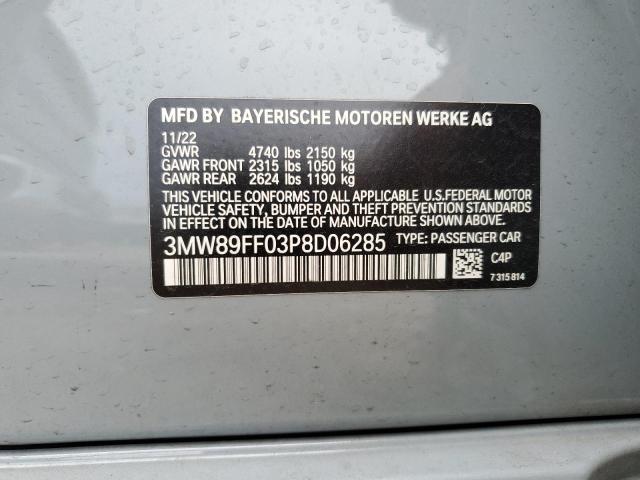 MFD BY BAYERISCHE MOTOREN WERKE AG
11/22
GVWR 4740 lbs 2150 kg
GAWR FRONT 2315 lbs 1050 kg
GAWR REAR 2624 lbs 1190 kg
THIS VEHICLE CONFORMS TO ALL APPLICABLE U.S.FEDERAL MOTOR
VEHICLE SAFETY, BUMPER AND THEFT PREVENTION STANDARDS
IN EFFECT ON THE DATE OF MANUFACTURE SHOWN ABOVE.
3MW89FF03P8D06285 TYPE: PASSENGER CAR
C4P
7 315 814